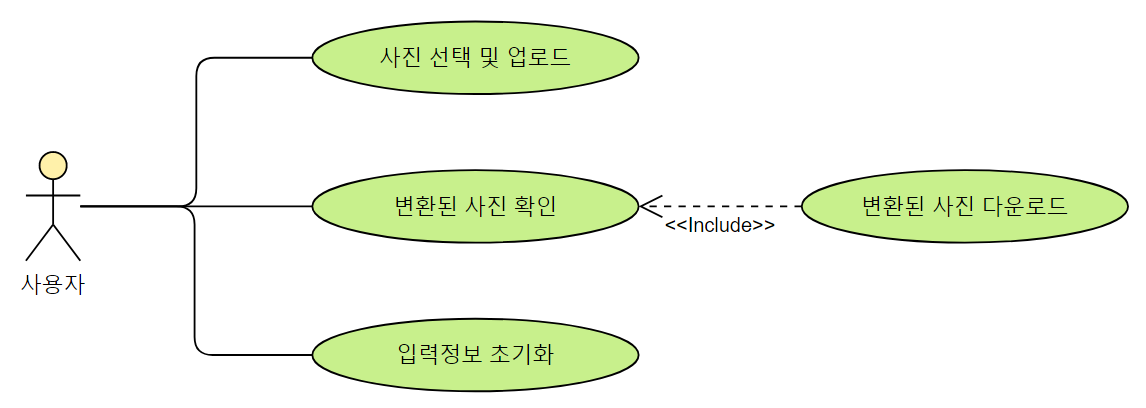 사진 선택 및 업로드
변환된 사진 확인
<<Include>>
변환된 사진 다운로드
사용자
입력정보 초기화